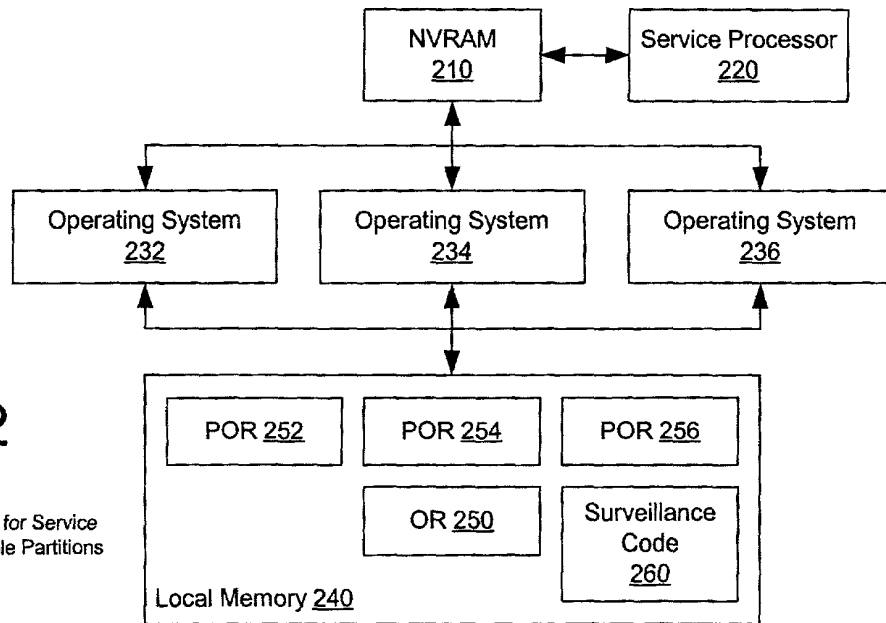 NVRAM
210
Service Processor
220
Operating System
232
Operating System
234
Operating System
236
2
for Service
Partitions
POR 252
POR 254
POR 256
OR 250
Surveillance
Code
260
Local Memory 240